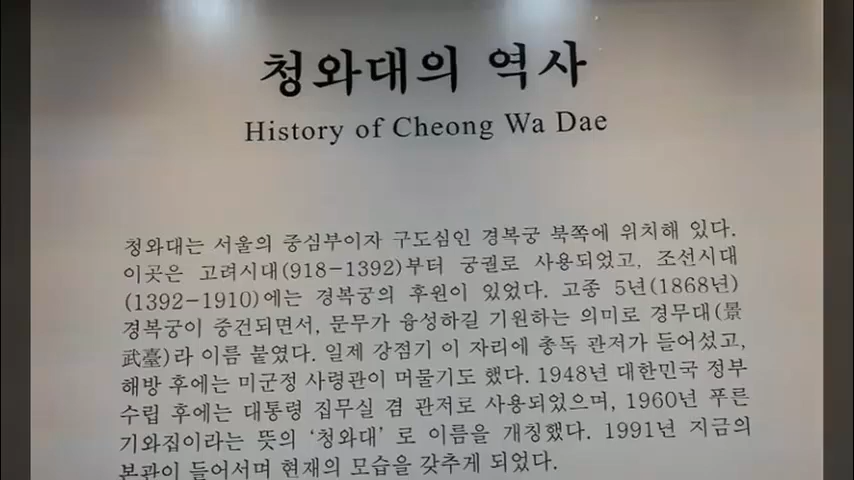 청와대의 역사
History of Cheong Wa Dae
청와대는 서울의 중심부이자 구도심인 경복궁 북쪽에 위치해 있다.
이곳은 고려시대(918-1392)부터 궁궐로 사용되었고, 조선시대
(1392-1910)에는 경복궁의 후원이 있었다. 고종 5년(1868년)
경복궁이 중건되면서, 문무가 융성하길 기원하는 의미로 경무대(景
武臺)라 이름 붙였다. 일제 강점기 이 자리에 총독 관저가 들어섰고,
해방 후에는 미군정 사령관이 머물기도 했다. 1948년 대한민국 정부
수립 후에는 대통령 집무실 겸 관저로 사용되었으며, 1960년 푸른
기와집이라는 뜻의 ‘청와대’ 로 이름을 개칭했다. 1991년 지금의
본관이 들어서며 현재의 모습을 갖추게 되었다.